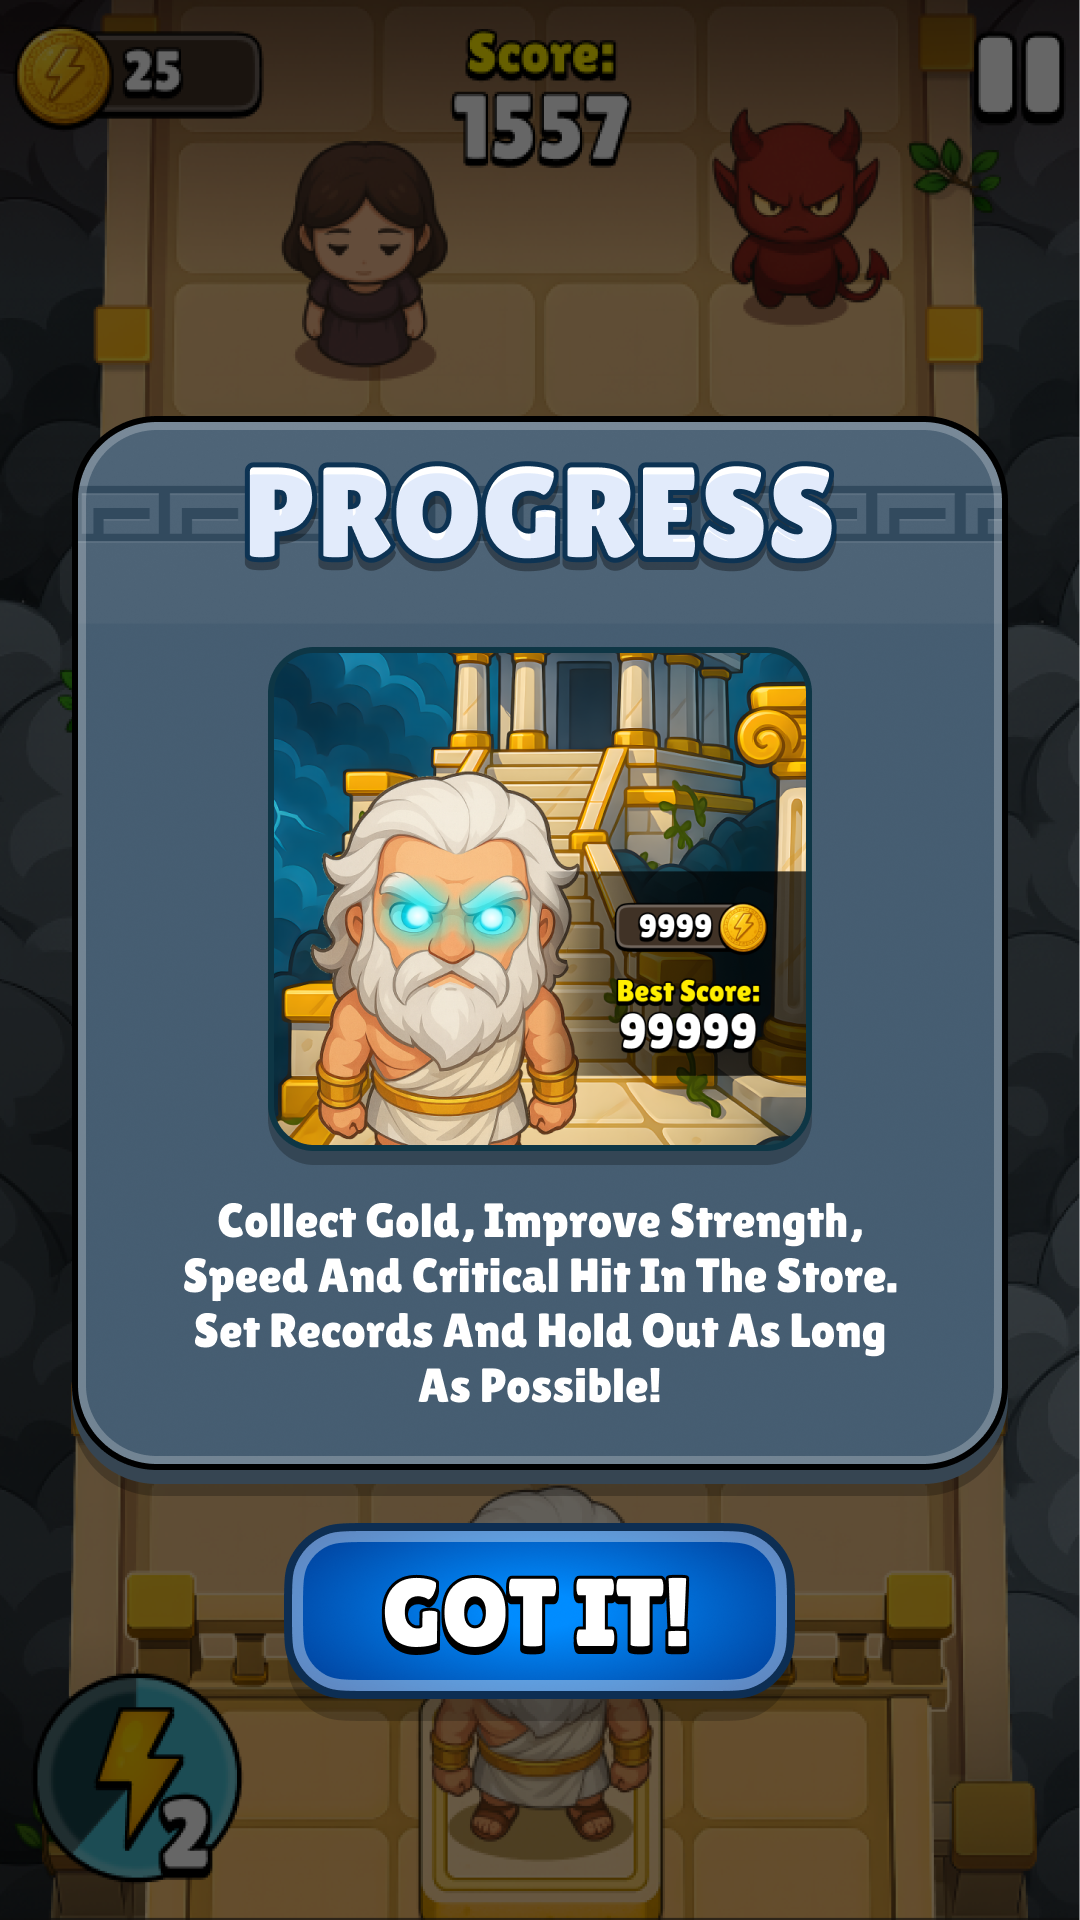 25
Score:
1557
PROGRESS
9999
Best Score:
99999
Collect Gold, Improve Strength,
Speed And Critical Hit In The Store.
Set Records And Hold Out As Long
As Possible!
GOT IT!
2